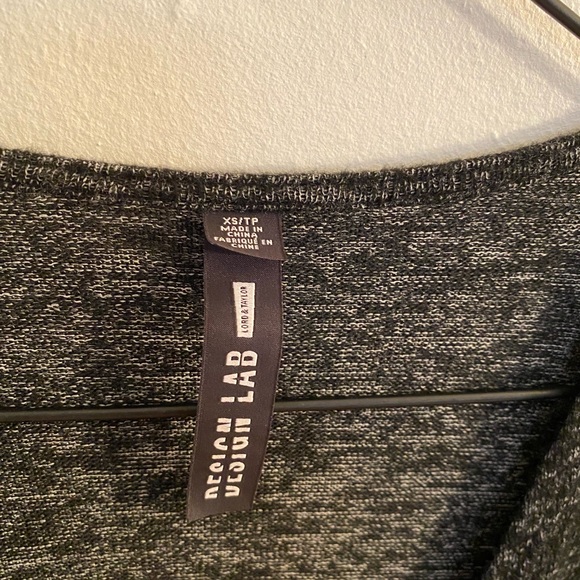 XS/TP
MADE IN
CHINA
FABRIQUÉ EN
CHINE
LORD & TAYLOR
DESIGN LAB